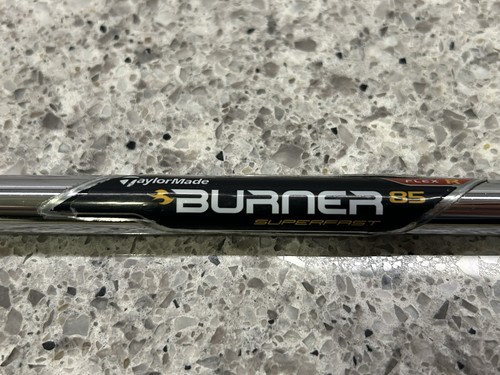 TaylorMade
BURNER 85
FLEX R
SUPERFAST